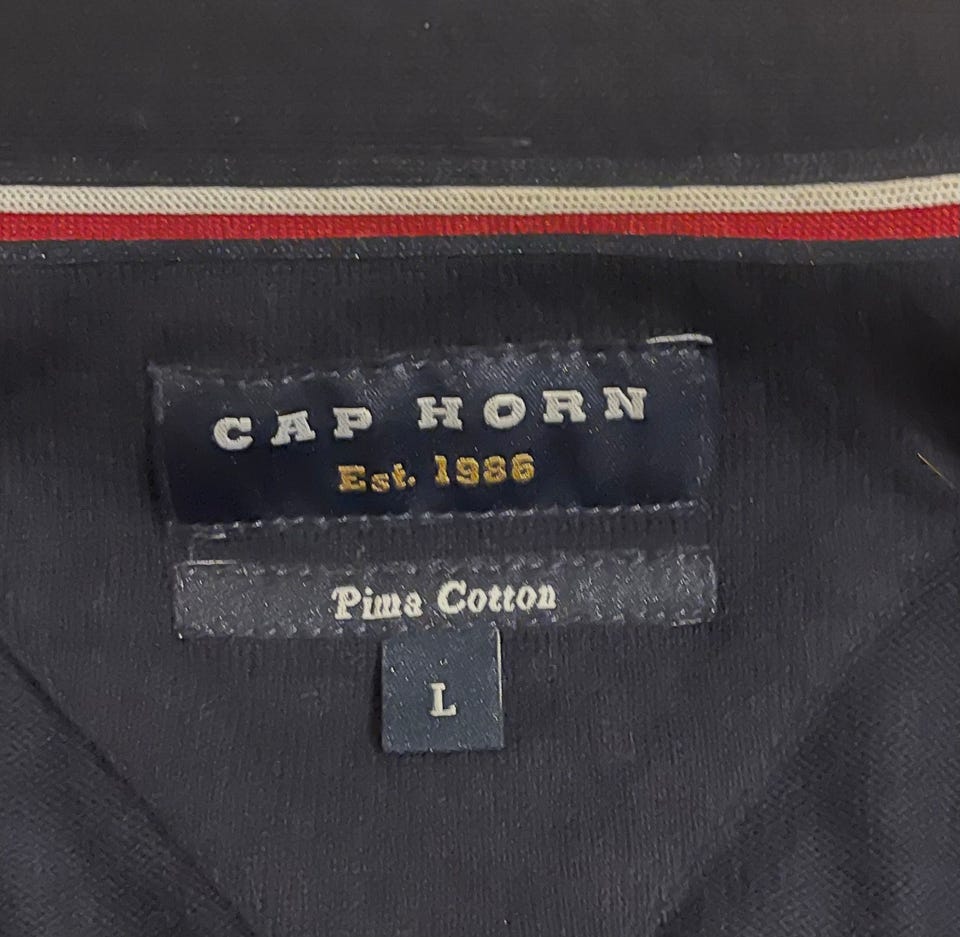 CAP HORN
Est. 1986
Pima Cotton
L